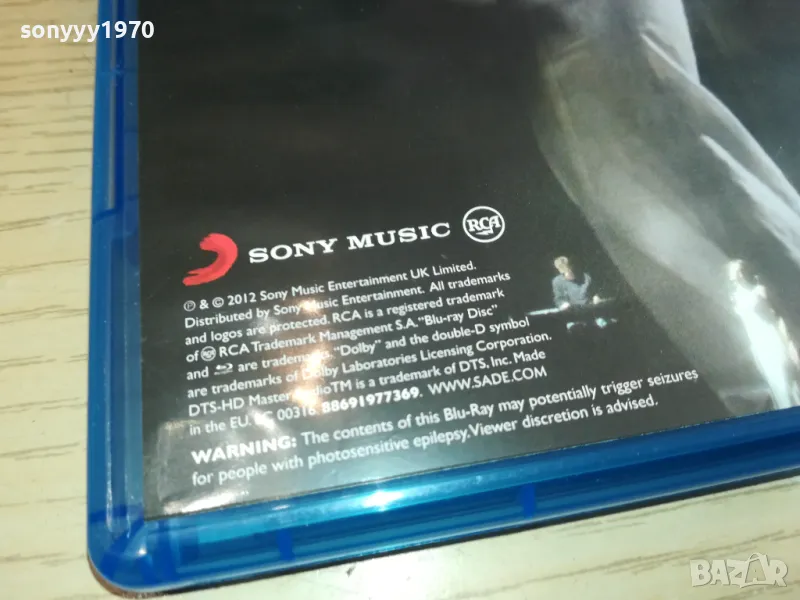 sonyyy1970
SONY MUSIC RCA
℗ & © 2012 Sony Music Entertainment UK Limited.
Distributed by Sony Music Entertainment. All trademarks
and logos are protected. RCA is a registered trademark
of RCA Trademark Management S.A. "Blu-ray Disc"
and are trademarks. "Dolby" and the double-D symbol
are trademarks of Dolby Laboratories Licensing Corporation.
DTS-HD Master AudioTM is a trademark of DTS, Inc. Made
in the EU. LC 00316 88691977369. WWW.SADE.COM
WARNING: The contents of this Blu-Ray may potentially trigger seizures
for people with photosensitive epilepsy. Viewer discretion is advised.
BAZAR